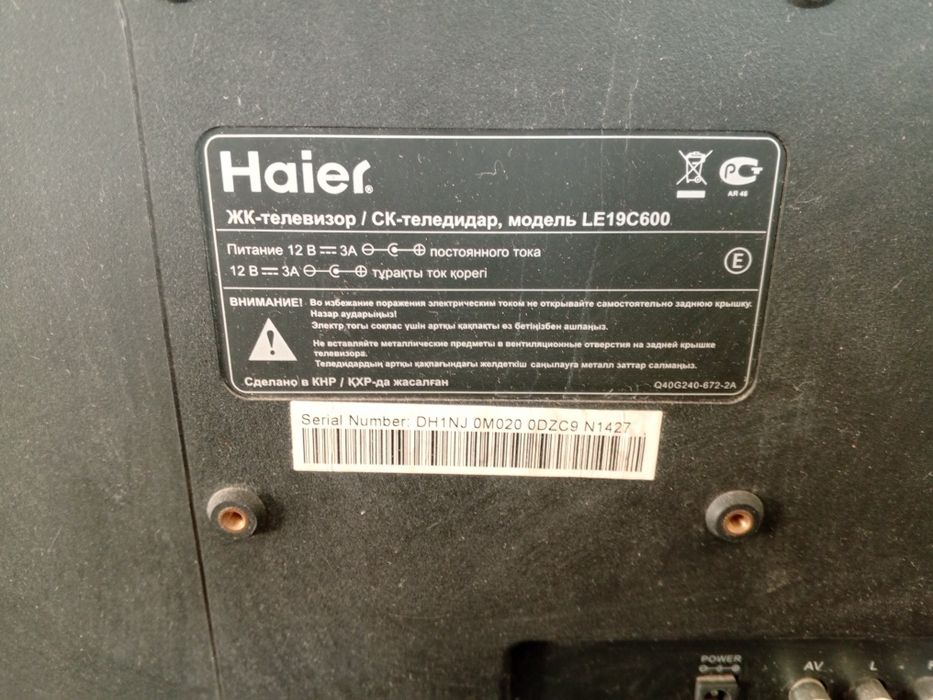 Haier®
AR 46
ЖК-телевизор / СК-теледидар, модель LE19C600
Питание 12 В 3А постоянного тока
12 В 3А тұрақты ток қорегі
E
ВНИМАНИЕ! Во избежание поражения электрическим током не открывайте самостоятельно заднюю крышку.
Назар аударыңыз!
Электр тогы соқпас үшін артқы қақпақты өз бетіңізбен ашпаңыз.
Не вставляйте металлические предметы в вентиляционные отверстия на задней крышке
телевизора.
Теледидардың артқы қақпағындағы желдеткіш саңылауға металл заттар салмаңыз.
Сделано в КНР / ҚХР-да жасалған
Q40G240-672-2A
Serial Number: DH1NJ 0M020 0DZC9 N1427
POWER
AV
L